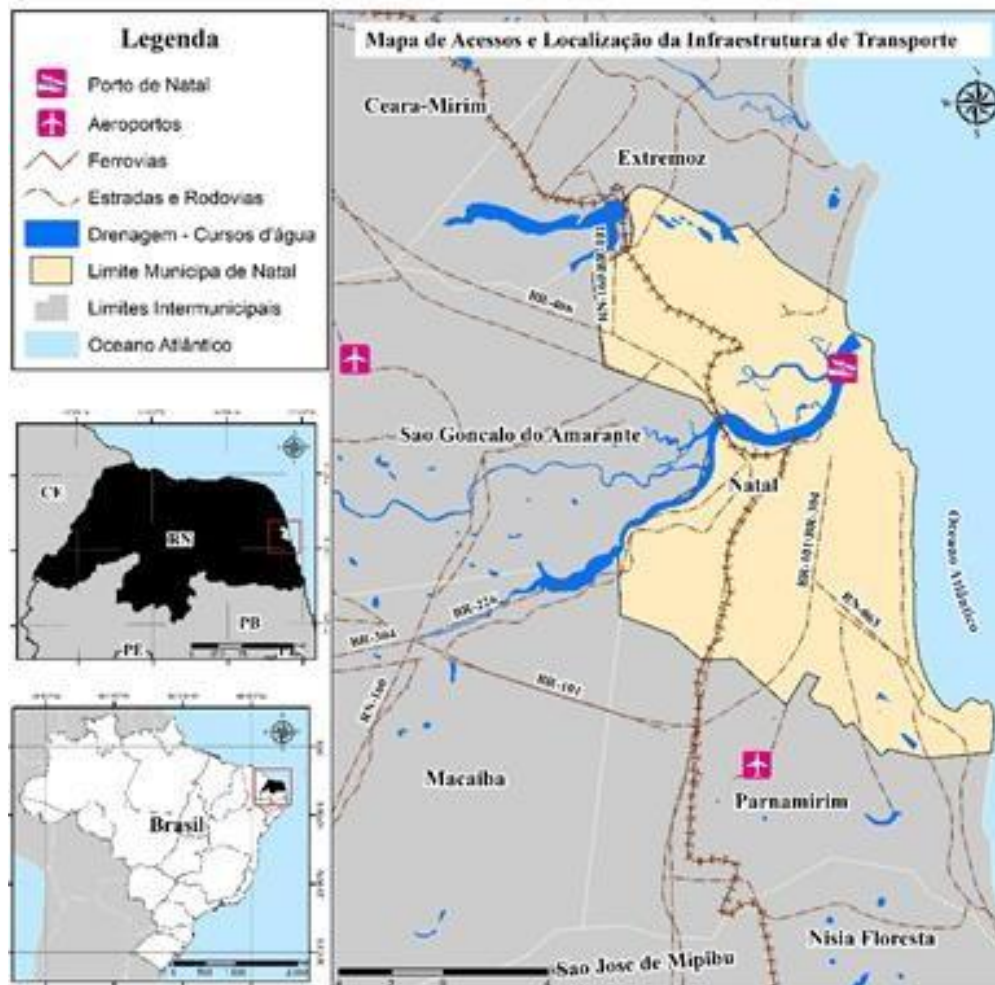 Legenda
Porto de Natal
Aeroportos
Ferrovias
Estradas e Rodovias
Drenagem - Cursos d'água
Limite Municipa de Natal
Limites Intermunicipais
Oceano Atlântico
Mapa de Acessos e Localização da Infraestrutura de Transporte
Ceara-Mirim
Extremoz
BR-406
Sao Goncalo do Amarante
Natal
Oceano Atlântico
RN-063
BR-226
BR-304
RN-160
BR-101
Macaiba
Parnamirim
Nisia Floresta
Sao Jose de Mipibu
S
CE
RN
PB
PE
Brasil